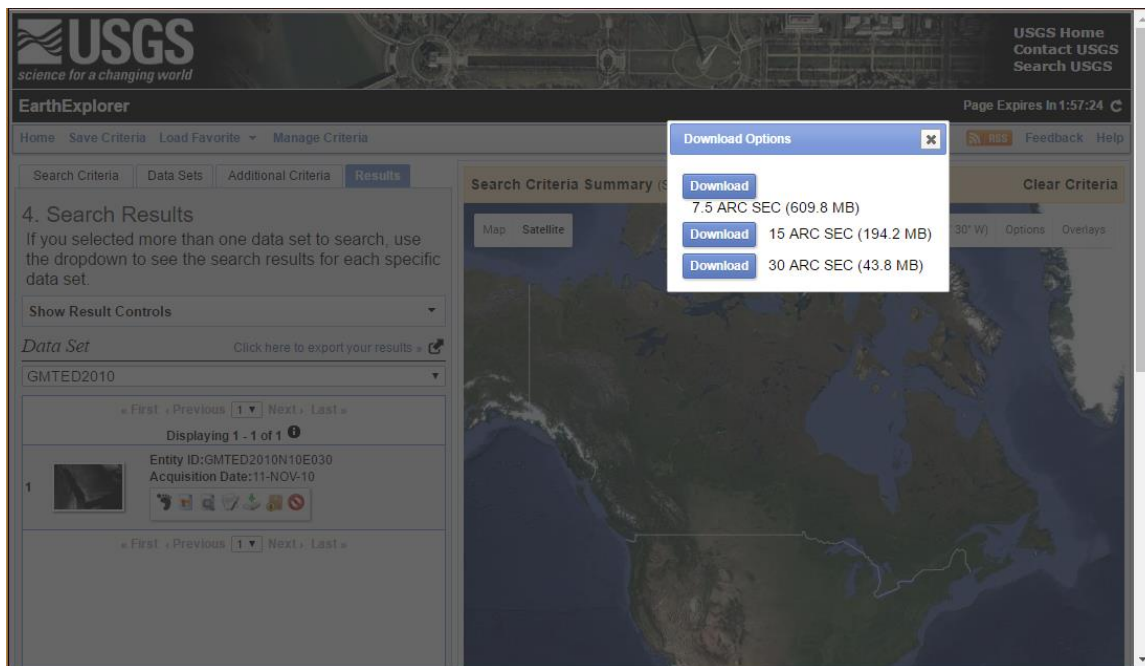 USGS
science for a changing world
USGS Home
Contact USGS
Search USGS
EarthExplorer
Page Expires In 1:57:24
Home Save Criteria Load Favorite Manage Criteria
RSS Feedback Help
Download Options
Search Criteria Data Sets Additional Criteria Results
Search Criteria Summary
Clear Criteria
Download
7.5 ARC SEC (609.8 MB)
Download 15 ARC SEC (194.2 MB)
Download 30 ARC SEC (43.8 MB)
Map Satellite
30" W) Options Overlays
4. Search Results
If you selected more than one data set to search, use
the dropdown to see the search results for each specific
data set.
Show Result Controls
Data Set Click here to export your results »
GMTED2010
« First ‹ Previous 1 Next › Last »
Displaying 1 - 1 of 1
1
Entity ID:GMTED2010N10E030
Acquisition Date:11-NOV-10
« First ‹ Previous 1 Next › Last »